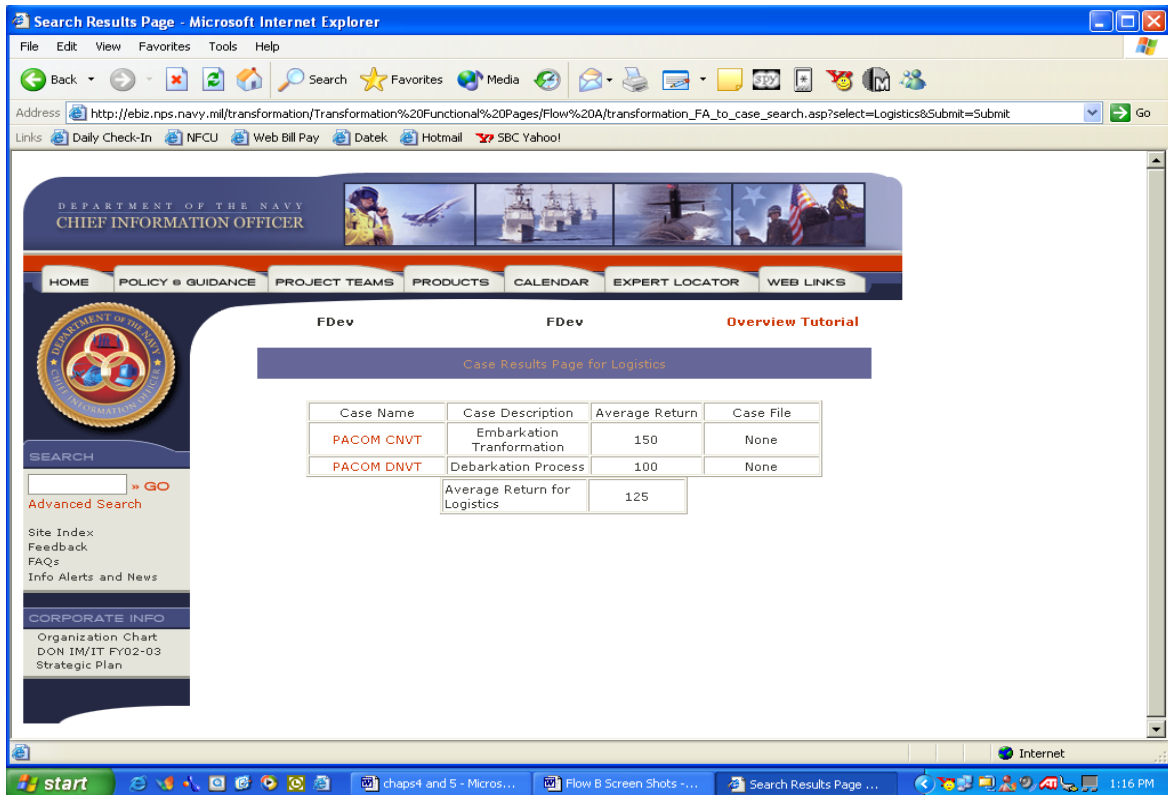 Search Results Page - Microsoft Internet Explorer
File Edit View Favorites Tools Help
Back Search Favorites Media
Address http://ebiz.nps.navy.mil/transformation/Transformation%20Functional%20Pages/Flow%20A/transformation_FA_to_case_search.asp?select=Logistics&Submit=Submit Go
Links Daily Check-In NFCU Web Bill Pay Datek Hotmail SBC Yahoo!
DEPARTMENT OF THE NAVY
CHIEF INFORMATION OFFICER
HOME POLICY & GUIDANCE PROJECT TEAMS PRODUCTS CALENDAR EXPERT LOCATOR WEB LINKS
DEPARTMENT OF THE NAVY
CHIEF INFORMATION OFFICER
FDev FDev Overview Tutorial
Case Results Page for Logistics
Case Name Case Description Average Return Case File
PACOM CNVT Embarkation Tranformation 150 None
PACOM DNVT Debarkation Process 100 None
Average Return for Logistics 125
SEARCH
» GO
Advanced Search
Site Index
Feedback
FAQs
Info Alerts and News
CORPORATE INFO
Organization Chart
DON IM/IT FY02-03
Strategic Plan
Internet
start chaps4 and 5 - Micros... Flow B Screen Shots -... Search Results Page ... 1:16 PM